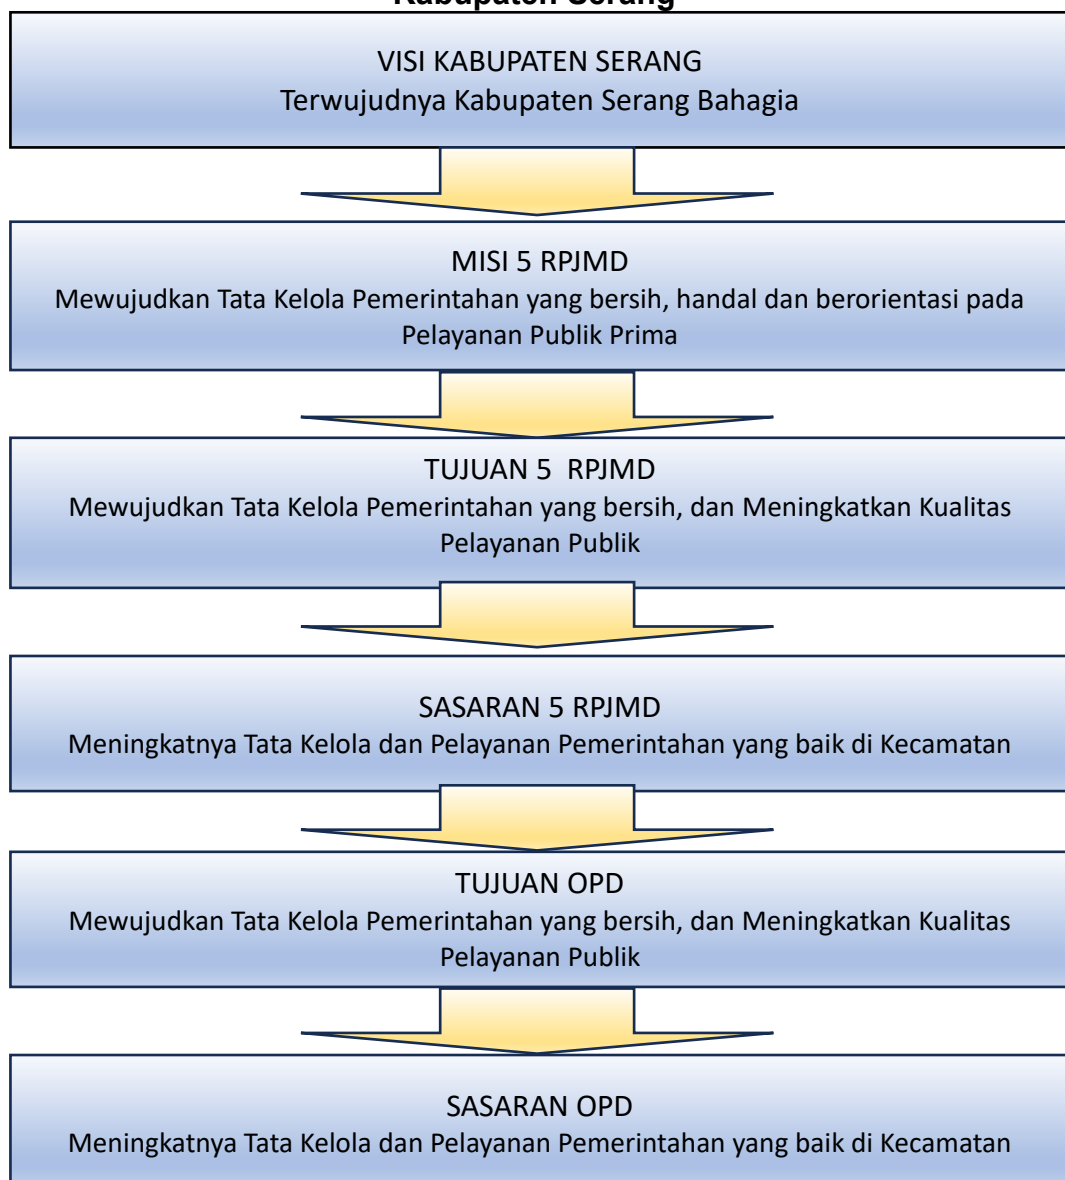 Kabupaten Serang
VISI KABUPATEN SERANG
Terwujudnya Kabupaten Serang Bahagia
MISI 5 RPJMD
Mewujudkan Tata Kelola Pemerintahan yang bersih, handal dan berorientasi pada
Pelayanan Publik Prima
TUJUAN 5 RPJMD
Mewujudkan Tata Kelola Pemerintahan yang bersih, dan Meningkatkan Kualitas
Pelayanan Publik
SASARAN 5 RPJMD
Meningkatnya Tata Kelola dan Pelayanan Pemerintahan yang baik di Kecamatan
TUJUAN OPD
Mewujudkan Tata Kelola Pemerintahan yang bersih, dan Meningkatkan Kualitas
Pelayanan Publik
SASARAN OPD
Meningkatnya Tata Kelola dan Pelayanan Pemerintahan yang baik di Kecamatan